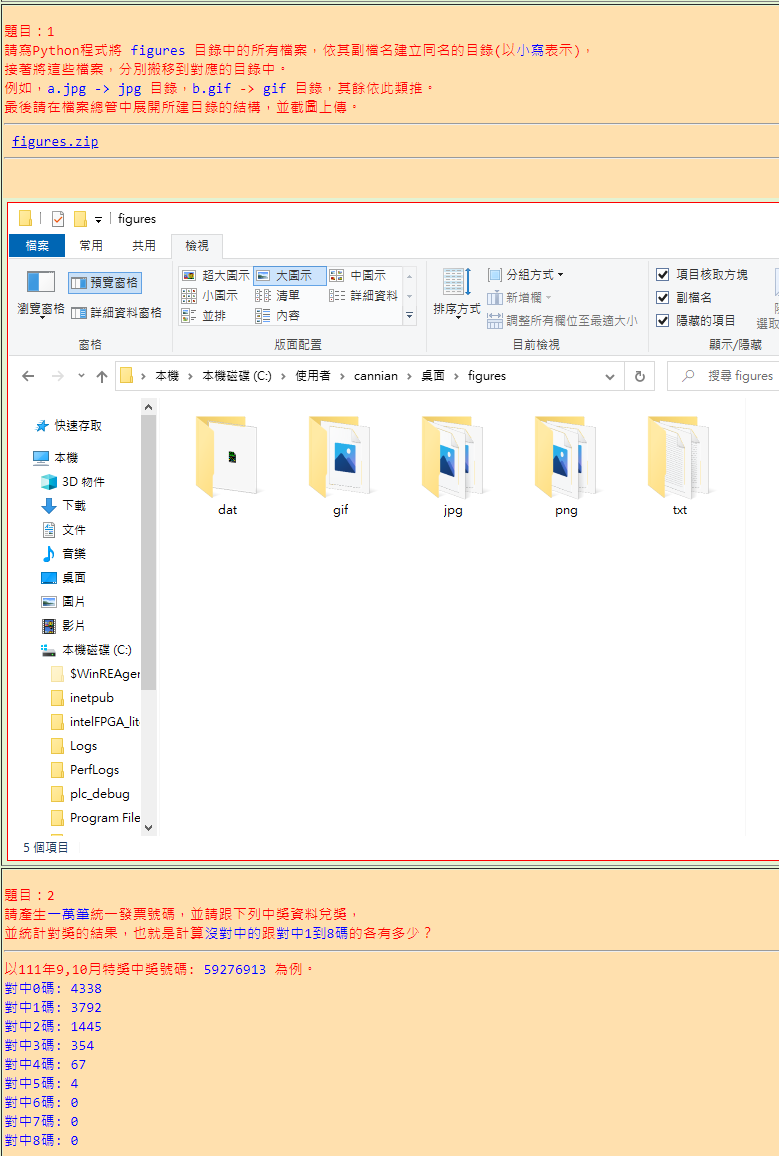 題目：1
請寫Python程式將 figures 目錄中的所有檔案，依其副檔名建立同名的目錄(以小寫表示)，
接著將這些檔案，分別搬移到對應的目錄中。
例如，a.jpg -> jpg 目錄，b.gif -> gif 目錄，其餘依此類推。
最後請在檔案總管中展開所建目錄的結構，並截圖上傳。
figures.zip
figures
檔案 常用 共用 檢視
瀏覽窗格 預覽窗格 詳細資料窗格
窗格
超大圖示 大圖示 中圖示
小圖示 清單 詳細資料
並排 內容
版面配置
排序方式 分組方式
新增欄
調整所有欄位至最適大小
目前檢視
項目核取方塊
副檔名
隱藏的項目
選取
顯示/隱藏
本機 > 本機磁碟 (C:) > 使用者 > cannian > 桌面 > figures
搜尋 figures
快速存取
本機
3D 物件
下載
文件
音樂
桌面
圖片
影片
本機磁碟 (C:)
$WinREAger
inetpub
intelFPGA_lit
Logs
PerfLogs
plc_debug
Program File
dat gif jpg png txt
5 個項目
題目：2
請產生一萬筆統一發票號碼，並請跟下列中獎資料兌獎，
並統計對獎的結果，也就是計算沒對中的跟對中1到8碼的各有多少？
以111年9,10月特獎中獎號碼: 59276913 為例。
對中0碼: 4338
對中1碼: 3792
對中2碼: 1445
對中3碼: 354
對中4碼: 67
對中5碼: 4
對中6碼: 0
對中7碼: 0
對中8碼: 0